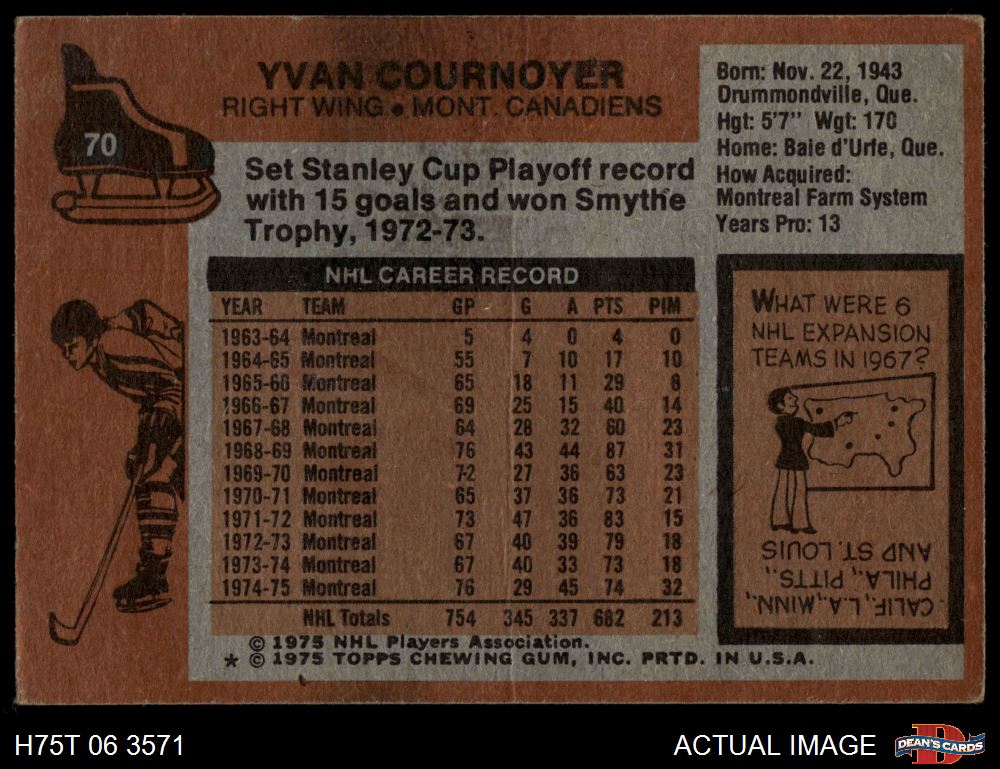 YVAN COURNOYER
RIGHT WING • MONT. CANADIENS
70
Set Stanley Cup Playoff record
with 15 goals and won Smythe
Trophy, 1972-73.
Born: Nov. 22, 1943
Drummondville, Que.
Hgt: 5'7" Wgt: 170
Home: Baie d'Urfe, Que.
How Acquired:
Montreal Farm System
Years Pro: 13
NHL CAREER RECORD
YEAR TEAM GP G A PTS PIM
1963-64 Montreal 5 4 0 4 0
1964-65 Montreal 55 7 10 17 10
1965-66 Montreal 65 18 11 29 8
1966-67 Montreal 69 25 15 40 14
1967-68 Montreal 64 28 32 60 23
1968-69 Montreal 76 43 44 87 31
1969-70 Montreal 72 27 36 63 23
1970-71 Montreal 65 37 36 73 21
1971-72 Montreal 73 47 36 83 15
1972-73 Montreal 67 40 39 79 18
1973-74 Montreal 67 40 33 73 18
1974-75 Montreal 76 29 45 74 32
NHL Totals 754 345 337 682 213
WHAT WERE 6
NHL EXPANSION
TEAMS IN 1967?
CALIF., L.A., MINN.,
PHILA., PITTS.,
AND ST. LOUIS
© 1975 NHL Players Association.
* © 1975 TOPPS CHEWING GUM, INC. PRTD. IN U.S.A.
H75T 06 3571
ACTUAL IMAGE
DEAN'S CARDS